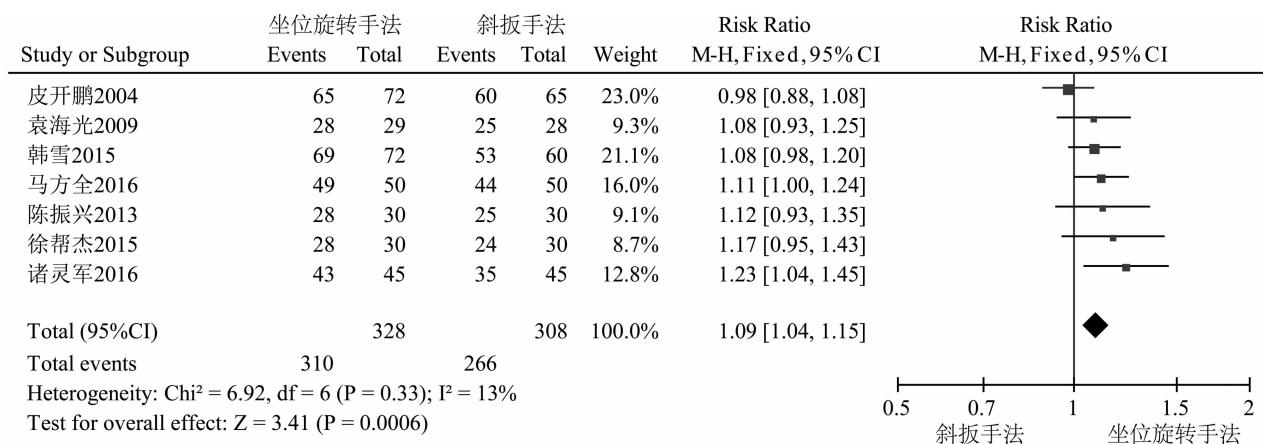 坐位旋转手法 斜扳手法 Risk Ratio Risk Ratio
Study or Subgroup Events Total Events Total Weight M-H, Fixed, 95% CI M-H, Fixed, 95% CI
皮开鹏2004 65 72 60 65 23.0% 0.98 [0.88, 1.08]
袁海光2009 28 29 25 28 9.3% 1.08 [0.93, 1.25]
韩雪2015 69 72 53 60 21.1% 1.08 [0.98, 1.20]
马方全2016 49 50 44 50 16.0% 1.11 [1.00, 1.24]
陈振兴2013 28 30 25 30 9.1% 1.12 [0.93, 1.35]
徐帮杰2015 28 30 24 30 8.7% 1.17 [0.95, 1.43]
诸灵军2016 43 45 35 45 12.8% 1.23 [1.04, 1.45]
Total (95%CI) 328 308 100.0% 1.09 [1.04, 1.15]
Total events 310 266
Heterogeneity: Chi² = 6.92, df = 6 (P = 0.33); I² = 13%
Test for overall effect: Z = 3.41 (P = 0.0006)
0.5 0.7 1 1.5 2
斜扳手法 坐位旋转手法